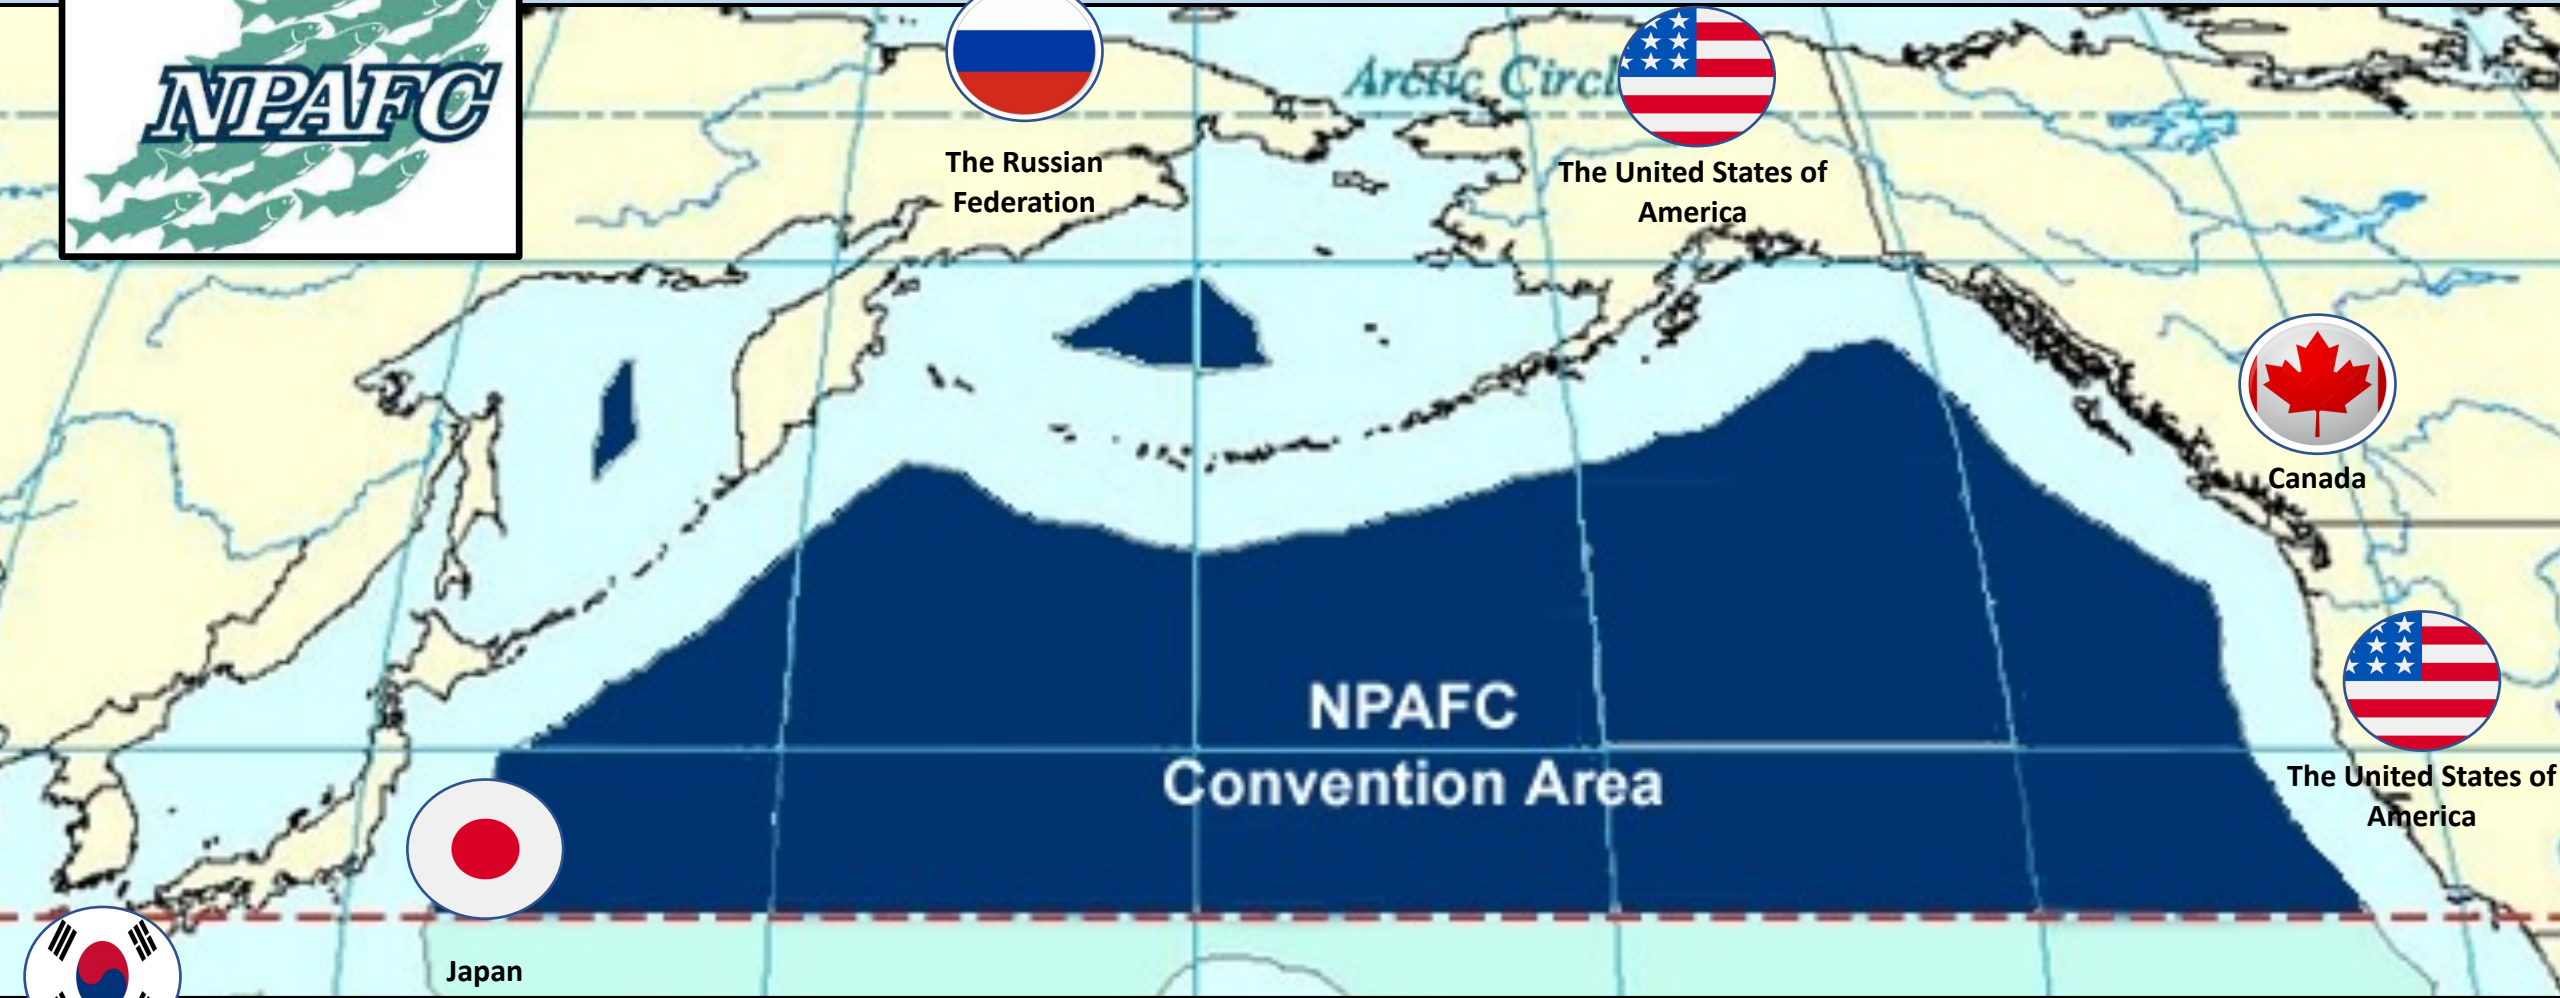 NPAFC
Arctic Circl
The Russian
Federation
The United States of
America
Canada
NPAFC
Convention Area
The United States of
America
Japan